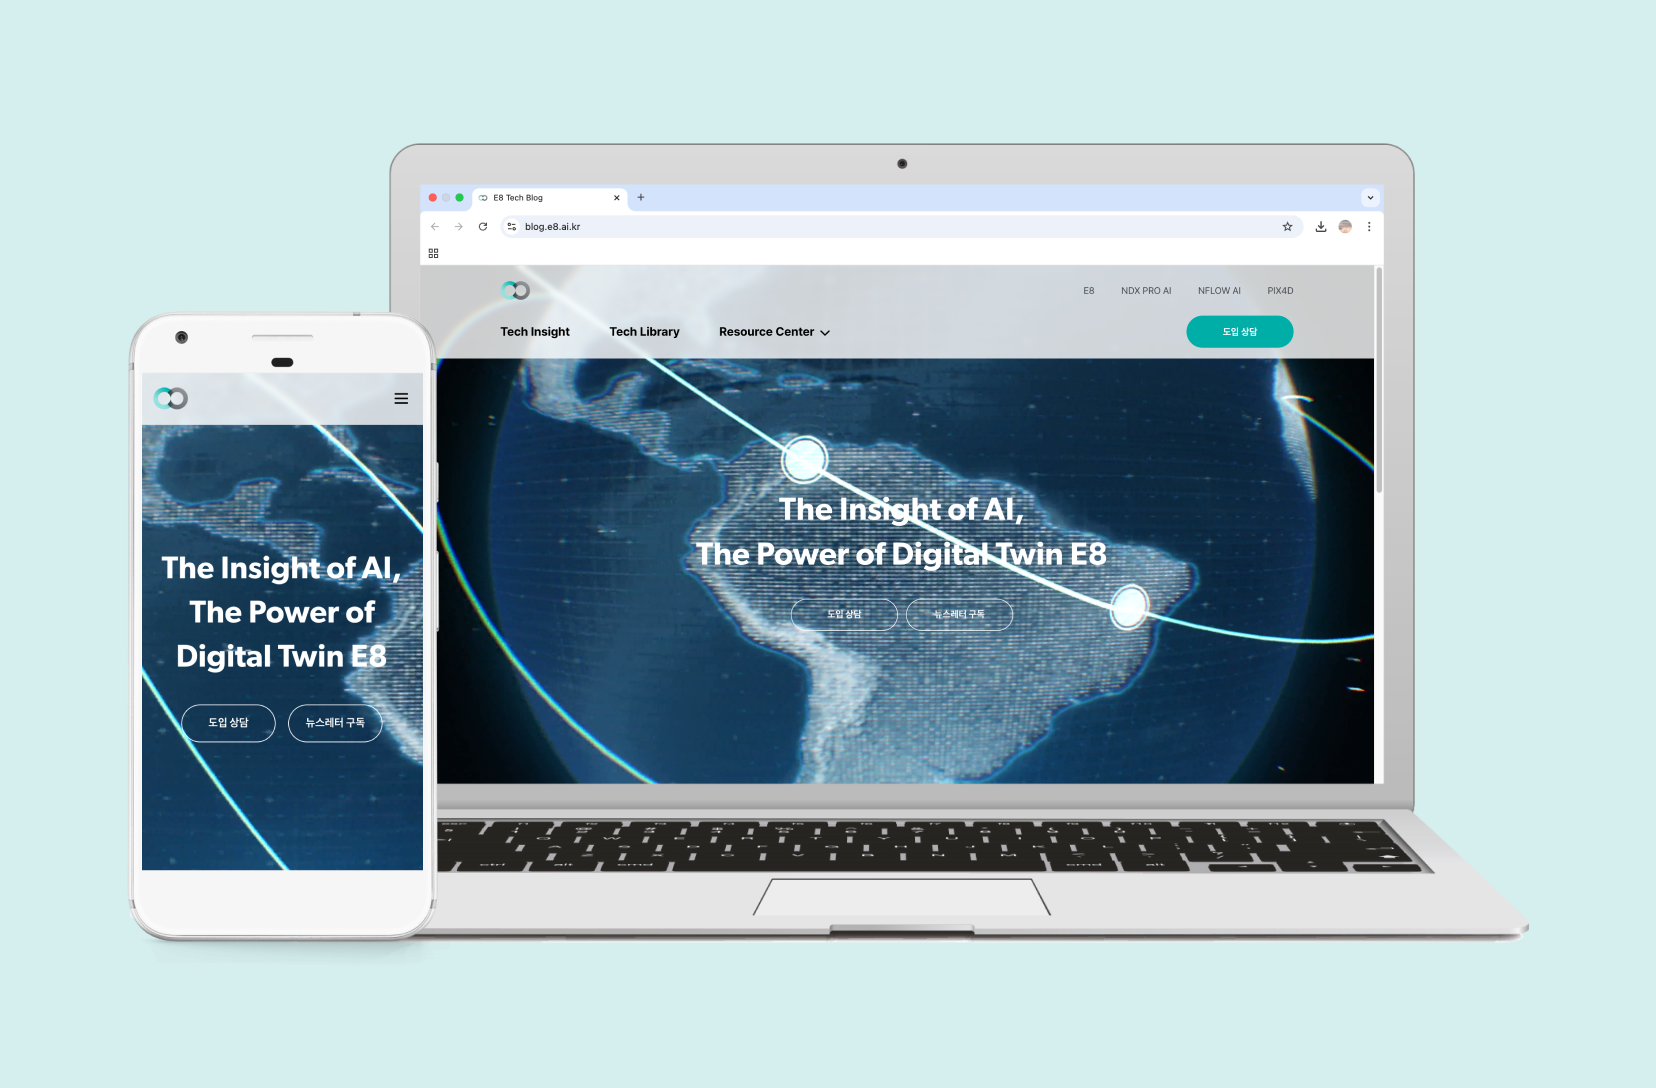 E8 Tech Blog
blog.e8.ai.kr
E8 NDX PRO AI NFLOW AI PIX4D
Tech Insight Tech Library Resource Center 도입 상담
The Insight of AI,
The Power of Digital Twin E8
도입 상담 뉴스레터 구독
The Insight of AI,
The Power of
Digital Twin E8
도입 상담 뉴스레터 구독